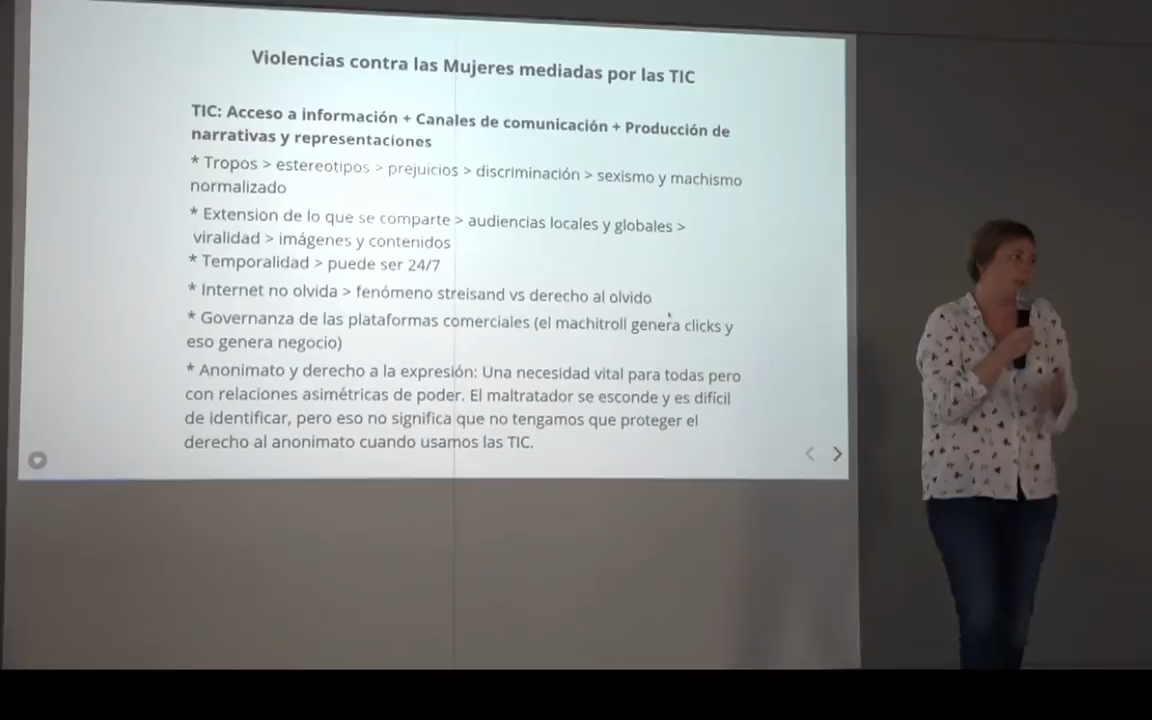 Violencias contra las Mujeres mediadas por las TIC
TIC: Acceso a información + Canales de comunicación + Producción de
narrativas y representaciones
* Tropos > estereotipos > prejuicios > discriminación > sexismo y machismo
normalizado
* Extension de lo que se comparte > audiencias locales y globales >
viralidad > imágenes y contenidos
* Temporalidad > puede ser 24/7
* Internet no olvida > fenómeno streisand vs derecho al olvido
* Governanza de las plataformas comerciales (el machitroll genera clicks y
eso genera negocio)
* Anonimato y derecho a la expresión: Una necesidad vital para todas pero
con relaciones asimétricas de poder. El maltratador se esconde y es difícil
de identificar, pero eso no significa que no tengamos que proteger el
derecho al anonimato cuando usamos las TIC.